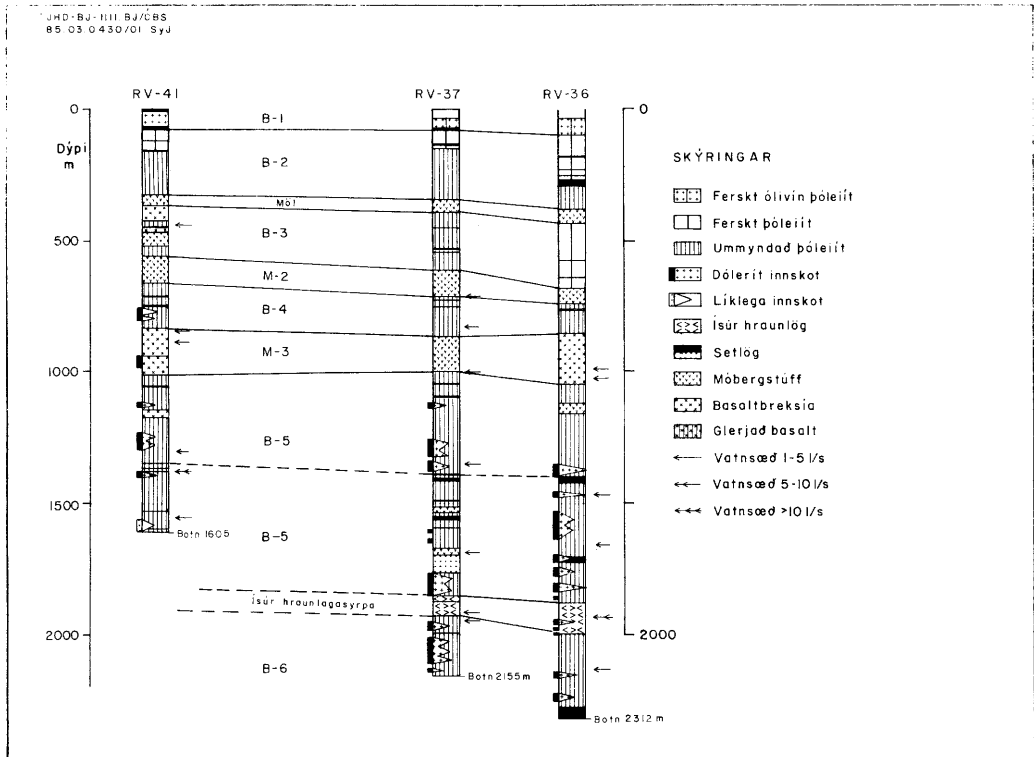 JHD-BJ-1111. BJ/CBS
85.03.0430/01 SyJ
RV-41
RV-37
RV-36
0
0
Dýpi
m
B-1
B-2
Möl
B-3
500
M-2
B-4
M-3
1000
B-5
1500
Botn 1605
B-5
Ísúr hraunlagasyrpa
2000
2000
B-6
Botn 2155 m
Botn 2312 m
SKÝRINGAR
Ferskt ólivín þóleiít
Ferskt þóleiít
Ummyndað þóleiít
Dólerít innskot
Líklega innskot
Ísúr hraunlög
Setlög
Móbergstúff
Basaltbreksía
Glerjað basalt
Vatnsæð 1-5 l/s
Vatnsæð 5-10 l/s
Vatnsæð >10 l/s